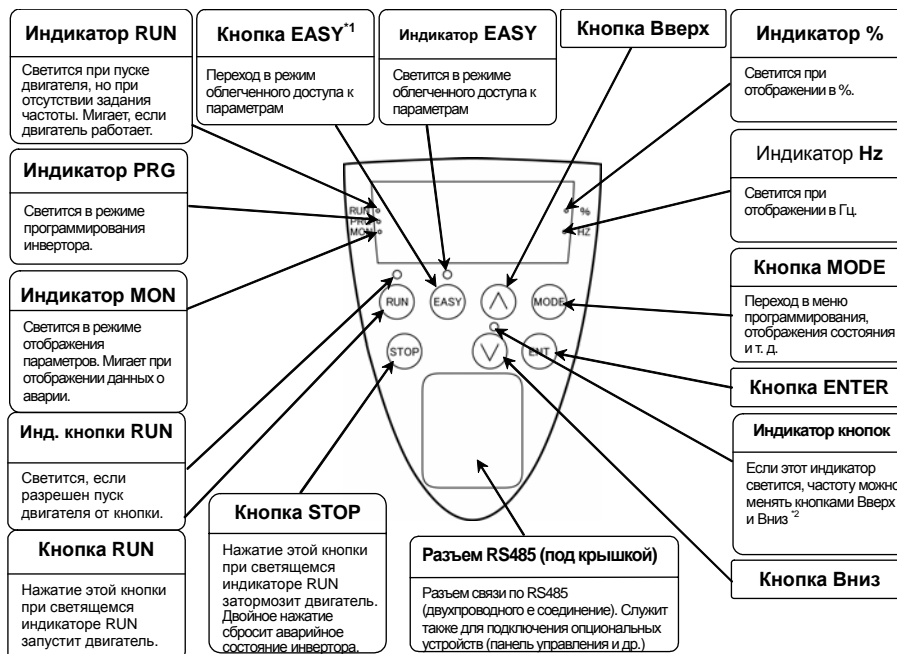 Индикатор RUN
Светится при пуске
двигателя, но при
отсутствии задания
частоты. Мигает, если
двигатель работает.
Кнопка EASY*1
Переход в режим
облегченного доступа к
параметрам
Индикатор EASY
Светится в режиме
облегченного доступа к
параметрам
Кнопка Вверх
Индикатор %
Светится при
отображении в %.
Индикатор PRG
Светится в режиме
программирования
инвертора.
Индикатор Hz
Светится при
отображении в Гц.
Индикатор MON
Светится в режиме
отображения
параметров. Мигает при
отображении данных о
аварии.
RUN
PRG
MON
%
HZ
RUN
EASY
MODE
STOP
ENT
Кнопка MODE
Переход в меню
программирования,
отображения состояния
и т. д.
Кнопка ENTER
Инд. кнопки RUN
Светится, если
разрешен пуск
двигателя от кнопки.
Индикатор кнопок
Если этот индикатор
светится, частоту можно
менять кнопками Вверх
и Вниз *2
Кнопка RUN
Нажатие этой кнопки
при светящемся
индикаторе RUN
запустит двигатель.
Кнопка STOP
Нажатие этой кнопки
при светящемся
индикаторе RUN
затормозит двигатель.
Двойное нажатие
сбросит аварийное
состояние инвертора.
Разъем RS485 (под крышкой)
Разъем связи по RS485
(двухпроводного е соединение). Служит
также для подключения опциональных
устройств (панель управления и др.)
Кнопка Вниз